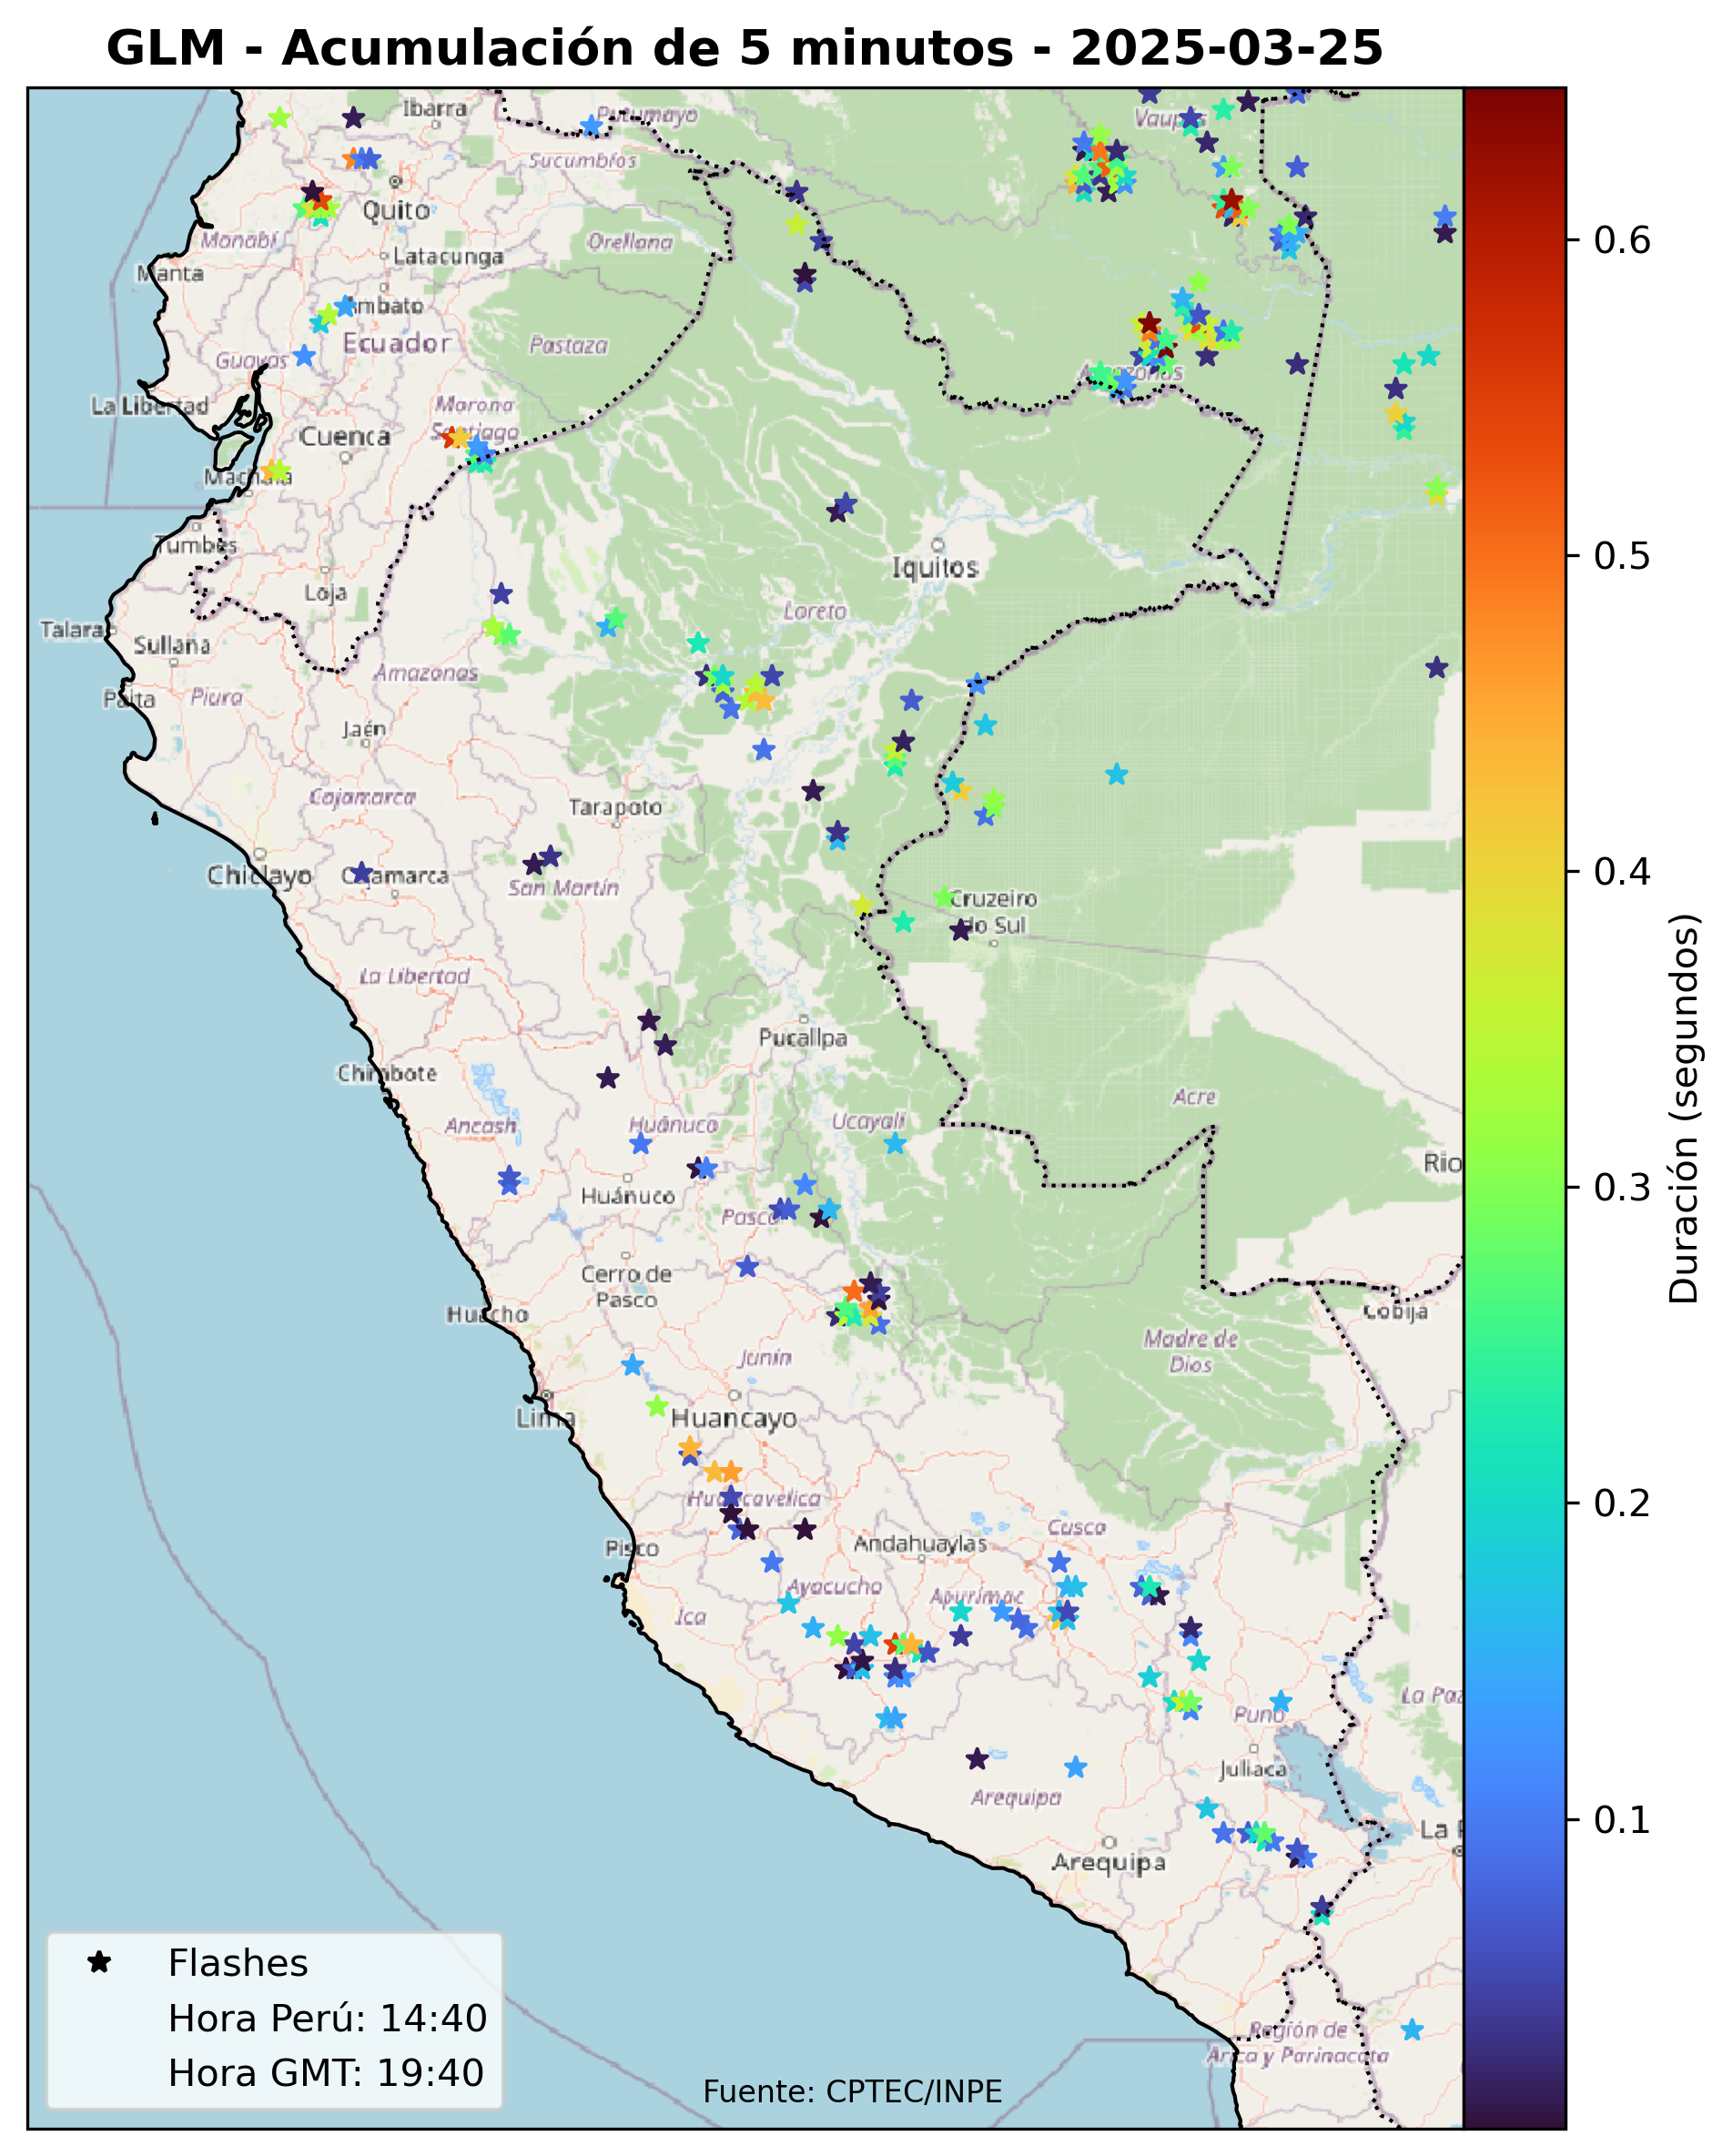 GLM - Acumulación de 5 minutos - 2025-03-25
Ibarra
Putumayo
Vaupés
Sucumbíos
Quito
Manabí
Orellana
Latacunga
Manta
Ambato
Ecuador
Pastaza
Guayas
Amazonas
La Libertad
Morona
Santiago
Cuenca
Machala
Tumbes
Iquitos
Loja
Loreto
Talara
Sullana
Amazonas
Paita
Piura
Jaén
Cajamarca
Tarapoto
Chiclayo
Cajamarca
San Martín
Cruzeiro
do Sul
La Libertad
Pucallpa
Chimbote
Acre
Ancash
Huánuco
Ucayali
Rio
Huánuco
Pasco
Cerro de
Pasco
Huacho
Cobija
Madre de
Dios
Junín
Lima
Huancayo
Huancavelica
Cusco
Pisco
Andahuaylas
Ayacucho
Apurímac
Ica
La Paz
Puno
Juliaca
Arequipa
La P
Arequipa
Región de
Arica y Parinacota
Flashes
Hora Perú: 14:40
Hora GMT: 19:40
Fuente: CPTEC/INPE
0.6
0.5
0.4
0.3
0.2
0.1
Duración (segundos)